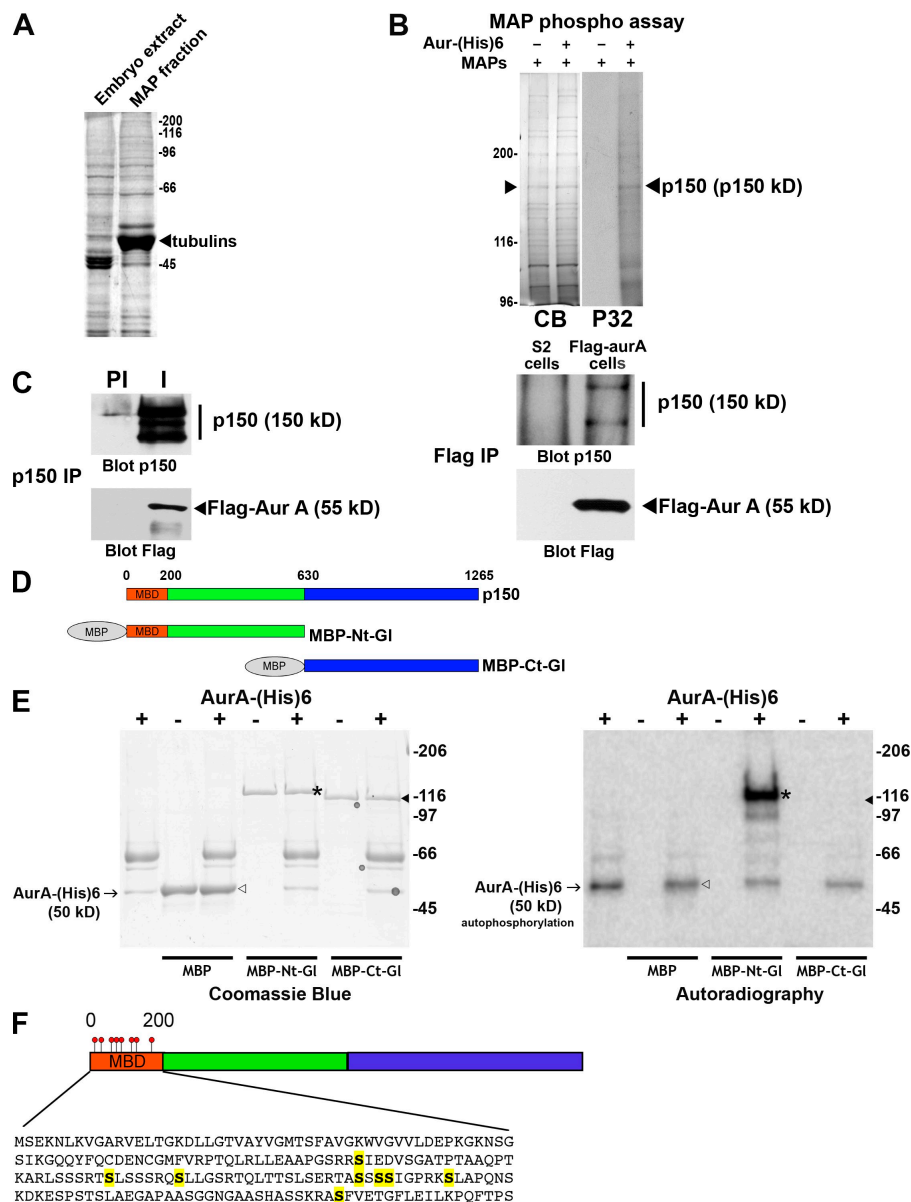 A
Embryo extract
MAP fraction
-200
-116
-96
-66
tubulins
-45
B
MAP phospho assay
Aur-(His)6 – + – +
MAPs + + + +
200-
p150 (p150 kD)
116-
96-
CB P32
S2 cells
Flag-aurA cells
p150 (150 kD)
Flag IP
Blot p150
Flag-Aur A (55 kD)
Blot Flag
C
PI I
p150 (150 kD)
Blot p150
p150 IP
Flag-Aur A (55 kD)
Blot Flag
D
0 200 630 1265
MBD
p150
MBP MBD
MBP-Nt-Gl
MBP
MBP-Ct-Gl
E
AurA-(His)6
+ - + - + - +
-206
*
-116
-97
-66
AurA-(His)6 →
(50 kD)
-45
MBP MBP-Nt-Gl MBP-Ct-Gl
Coomassie Blue
AurA-(His)6
+ - + - + - +
-206
*
-116
-97
-66
AurA-(His)6 →
(50 kD)
autophosphorylation
-45
MBP MBP-Nt-Gl MBP-Ct-Gl
Autoradiography
F
0 200
MBD
MSEKNLKVGARVELTGKDLLGTVAYVGMTSFAVGKWVGVVLDEPKGKNSG
SIKGQQYFQCDENCGMFVRPTQLRLLEAAPGSRRSIEDVSGATPTAAQPT
KARLSSSRTSLSSSRQSLLGSRTQLTTSLSERTASSSSIGPRKSLAPQNS
KDKESPSTSLAEGAPAASGGNGAASHASSKRASFVETGFLEILKPQFTPS